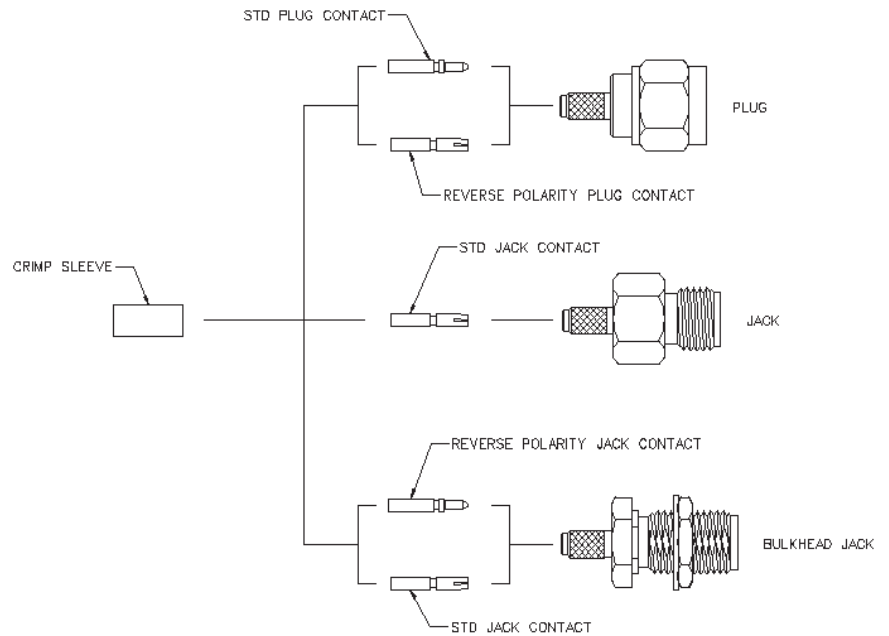 STD PLUG CONTACT
PLUG
REVERSE POLARITY PLUG CONTACT
STD JACK CONTACT
CRIMP SLEEVE
JACK
REVERSE POLARITY JACK CONTACT
BULKHEAD JACK
STD JACK CONTACT